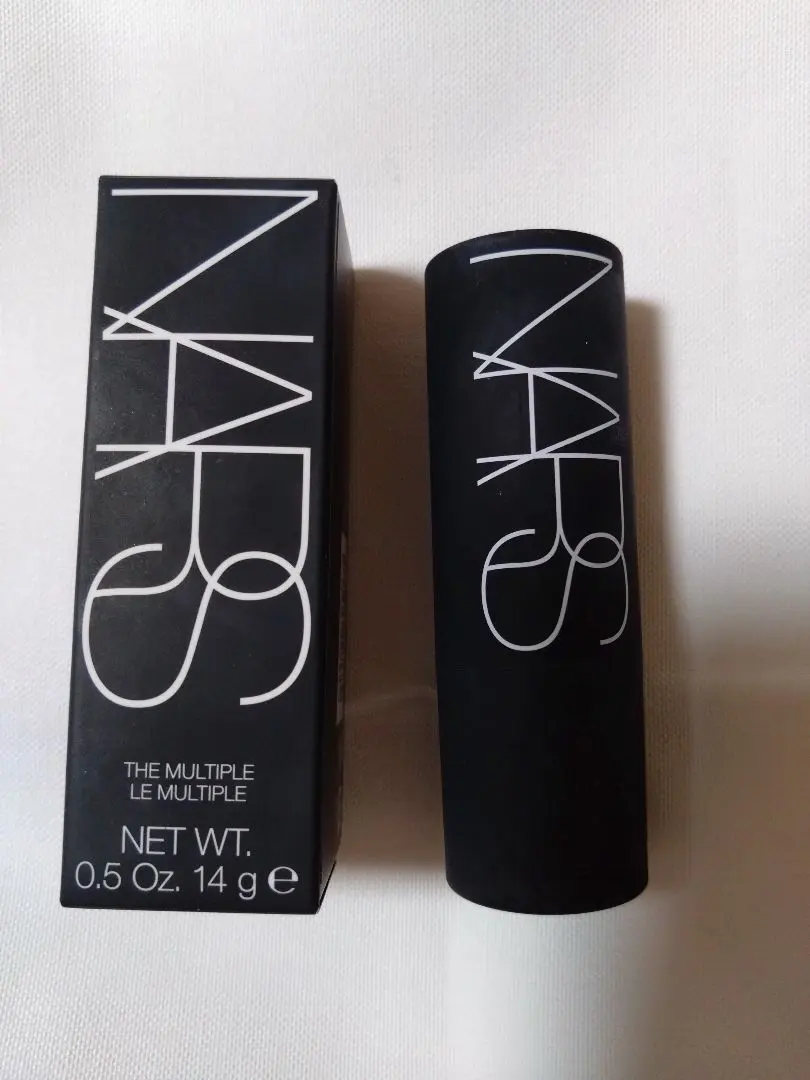 NARS
THE MULTIPLE
LE MULTIPLE
NET WT.
0.5 Oz. 14 g ℮
NARS